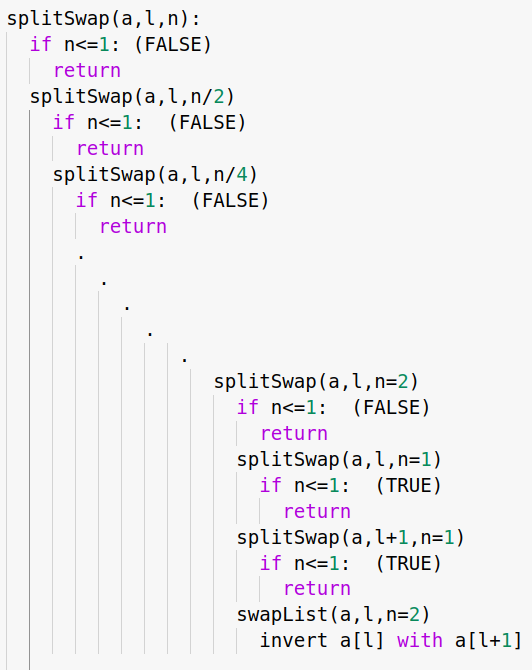 splitSwap(a,l,n):
if n<=1: (FALSE)
return
splitSwap(a,l,n/2)
if n<=1:  (FALSE)
return
splitSwap(a,l,n/4)
if n<=1:  (FALSE)
return
.
.
.
.
.
splitSwap(a,l,n=2)
if n<=1:  (FALSE)
return
splitSwap(a,l,n=1)
if n<=1:  (TRUE)
return
splitSwap(a,l+1,n=1)
if n<=1:  (TRUE)
return
swapList(a,l,n=2)
invert a[l] with a[l+1]